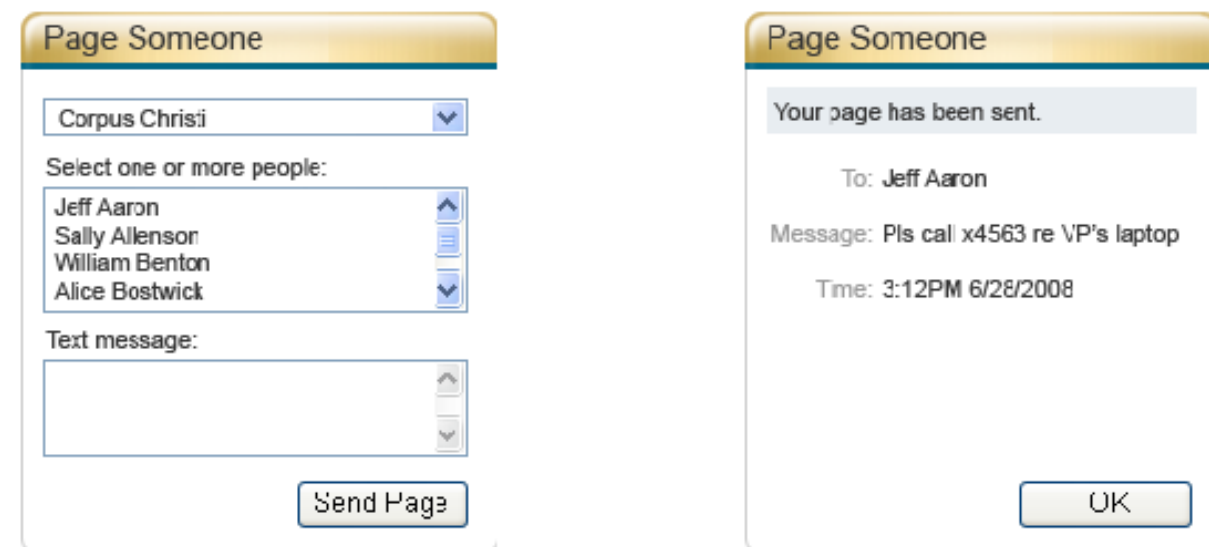 Page Someone
Corpus Christi
Select one or more people:
Jeff Aaron
Sally Allenson
William Benton
Alice Bostwick
Text message:
Send Page
Page Someone
Your page has been sent.
To: Jeff Aaron
Message: Pls call x4563 re VP's laptop
Time: 3:12PM 6/28/2008
OK